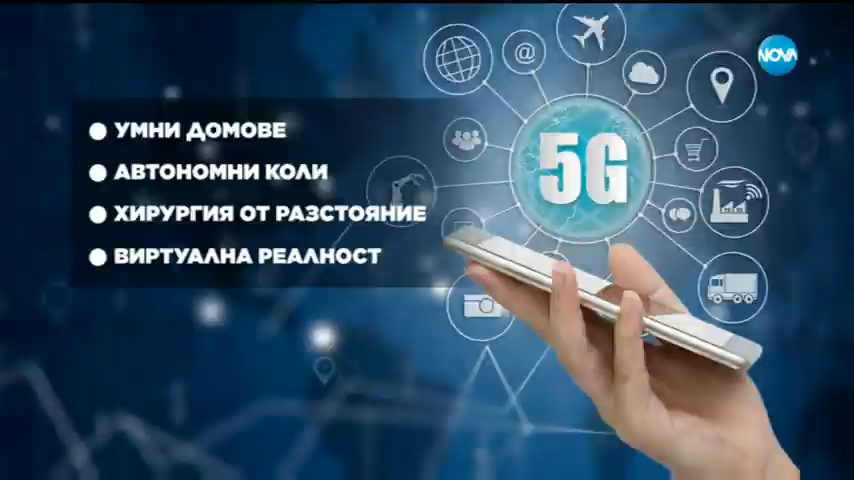 NOVA
@
5G
УМНИ ДОМОВЕ
АВТОНОМНИ КОЛИ
ХИРУРГИЯ ОТ РАЗСТОЯНИЕ
ВИРТУАЛНА РЕАЛНОСТ